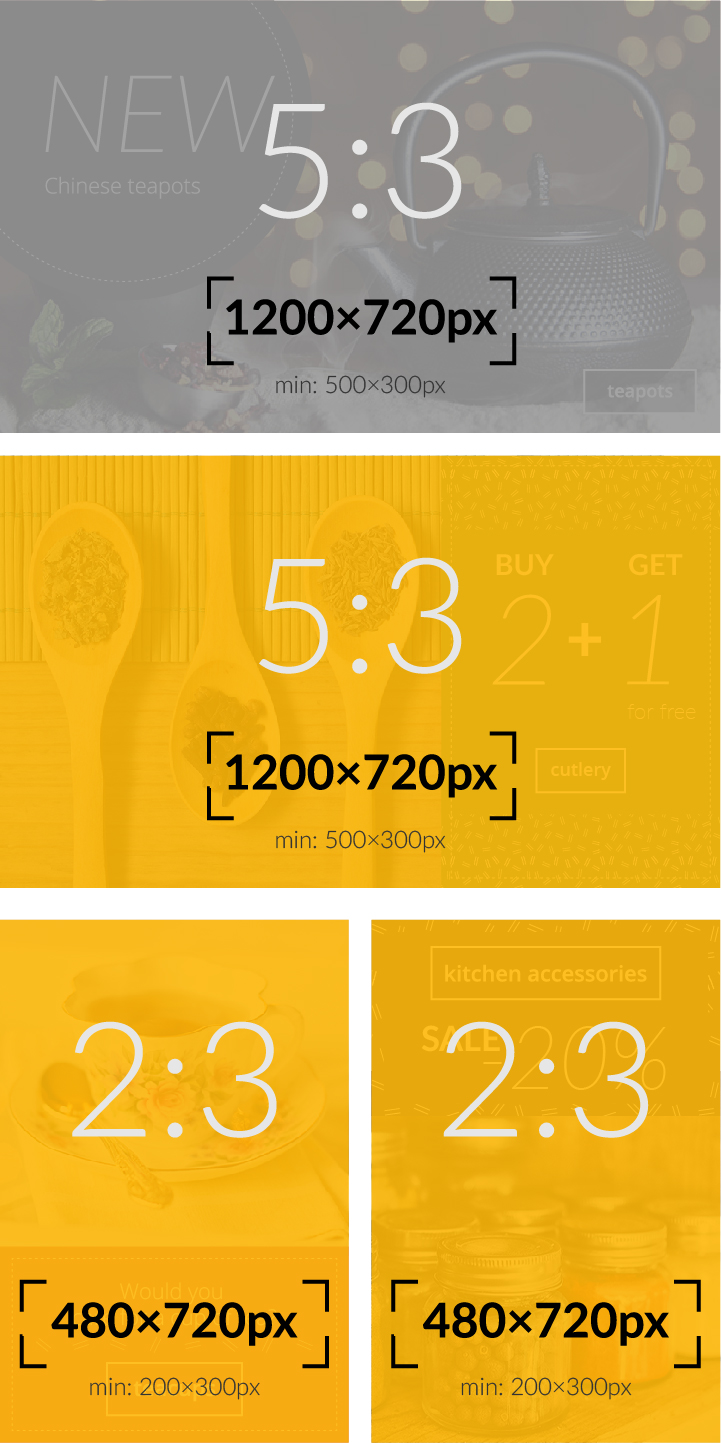 NEW
Chinese teapots
5:3
1200×720px
min: 500×300px
teapots
5:3
1200×720px
min: 500×300px
BUY GET
2+1
for free
cutlery
2:3
Would you
480×720px
min: 200×300px
kitchen accessories
SALE
-20%
2:3
480×720px
min: 200×300px